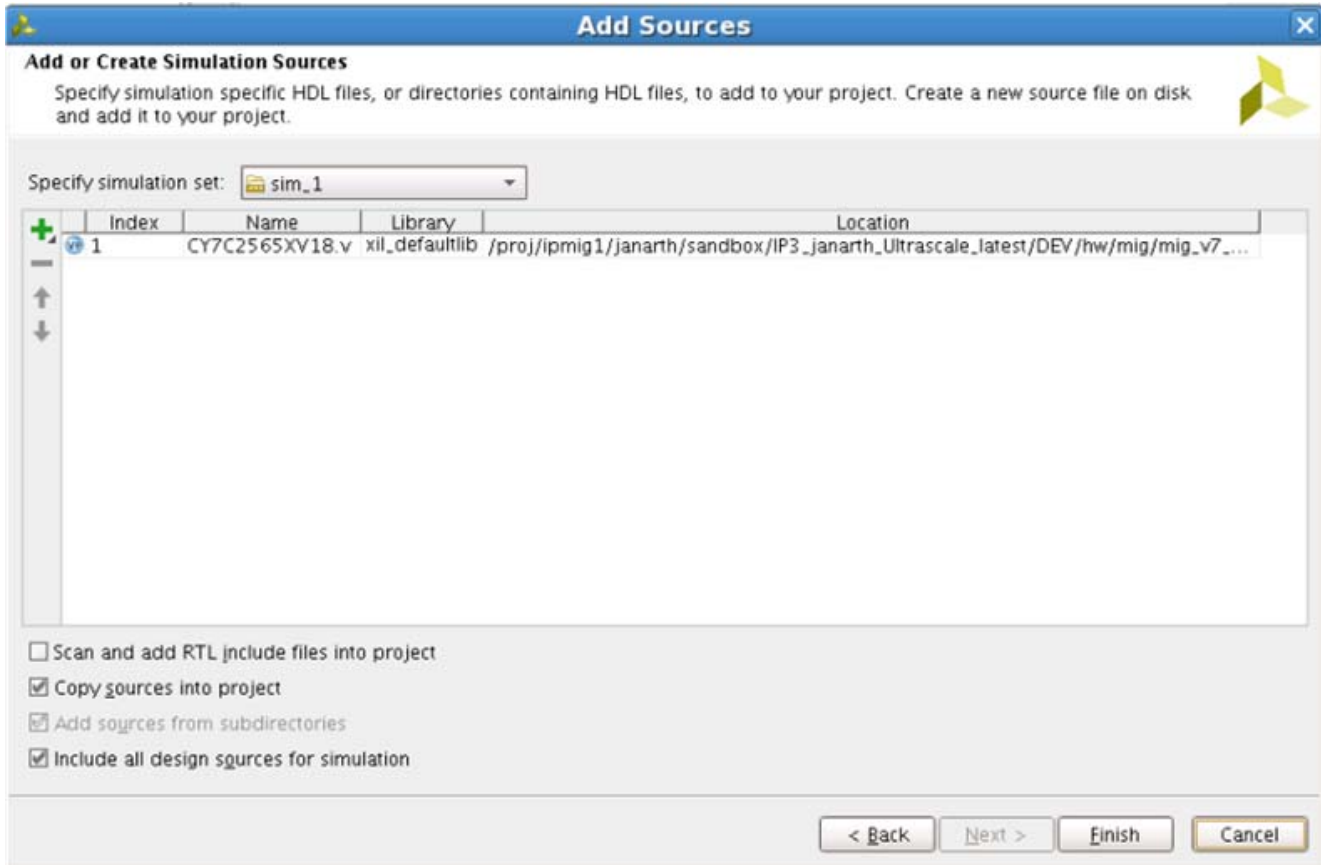 Add Sources
Add or Create Simulation Sources
Specify simulation specific HDL files, or directories containing HDL files, to add to your project. Create a new source file on disk
and add it to your project.
Specify simulation set: sim_1
Index Name Library Location
1 CY7C2565XV18.v xil_defaultlib /proj/ipmig1/janarth/sandbox/IP3_janarth_Ultrascale_latest/DEV/hw/mig/mig_v7_...
Scan and add RTL include files into project
Copy sources into project
Add sources from subdirectories
Include all design sources for simulation
< Back Next > Finish Cancel